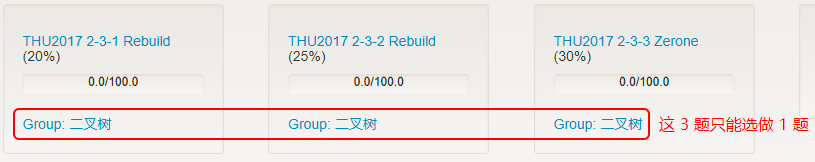 THU2017 2-3-1 Rebuild
(20%)
0.0/100.0
Group: 二叉树
THU2017 2-3-2 Rebuild
(25%)
0.0/100.0
Group: 二叉树
THU2017 2-3-3 Zerone
(30%)
0.0/100.0
Group: 二叉树
这 3 题只能选做 1 题